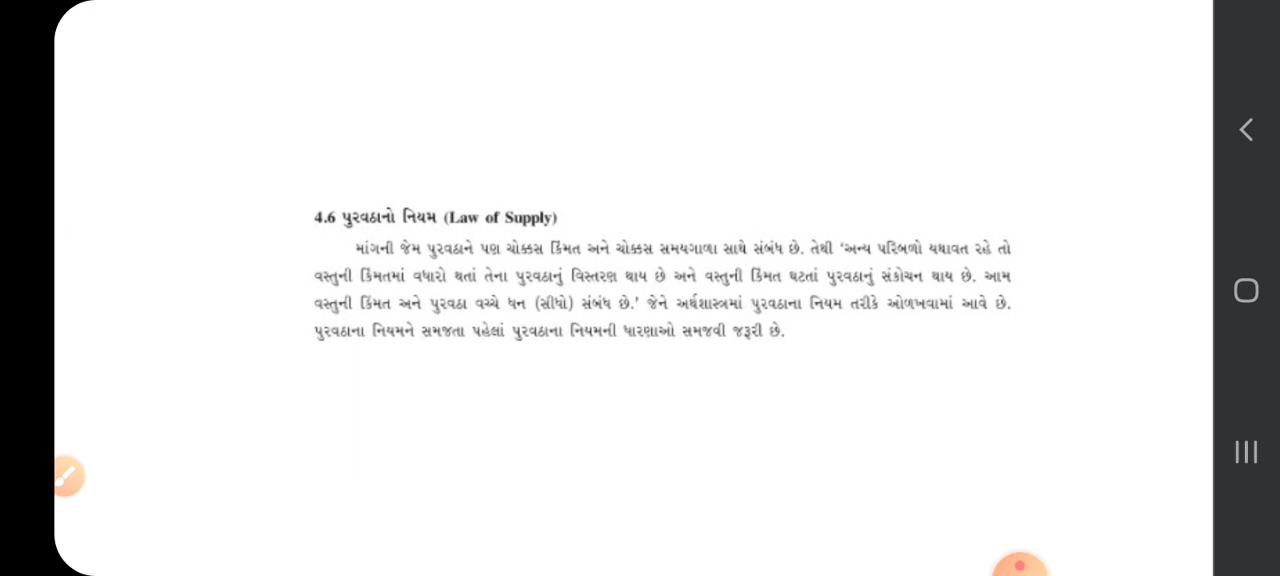 4.6 પુરવઠાનો નિયમ (Law of Supply)
માંગની જેમ પુરવઠાને પણ ચોક્કસ કિંમત અને ચોક્કસ સમયગાળા સાથે સંબંધ છે. તેથી ‘અન્ય પરિબળો યથાવત રહે તો
વસ્તુની કિંમતમાં વધારો થતાં તેના પુરવઠાનું વિસ્તરણ થાય છે અને વસ્તુની કિંમત ઘટતાં પુરવઠાનું સંકોચન થાય છે. આમ
વસ્તુની કિંમત અને પુરવઠા વચ્ચે ધન (સીધો) સંબંધ છે.’ જેને અર્થશાસ્ત્રમાં પુરવઠાના નિયમ તરીકે ઓળખવામાં આવે છે.
પુરવઠાના નિયમને સમજતા પહેલાં પુરવઠાના નિયમની ધારણાઓ સમજવી જરૂરી છે.